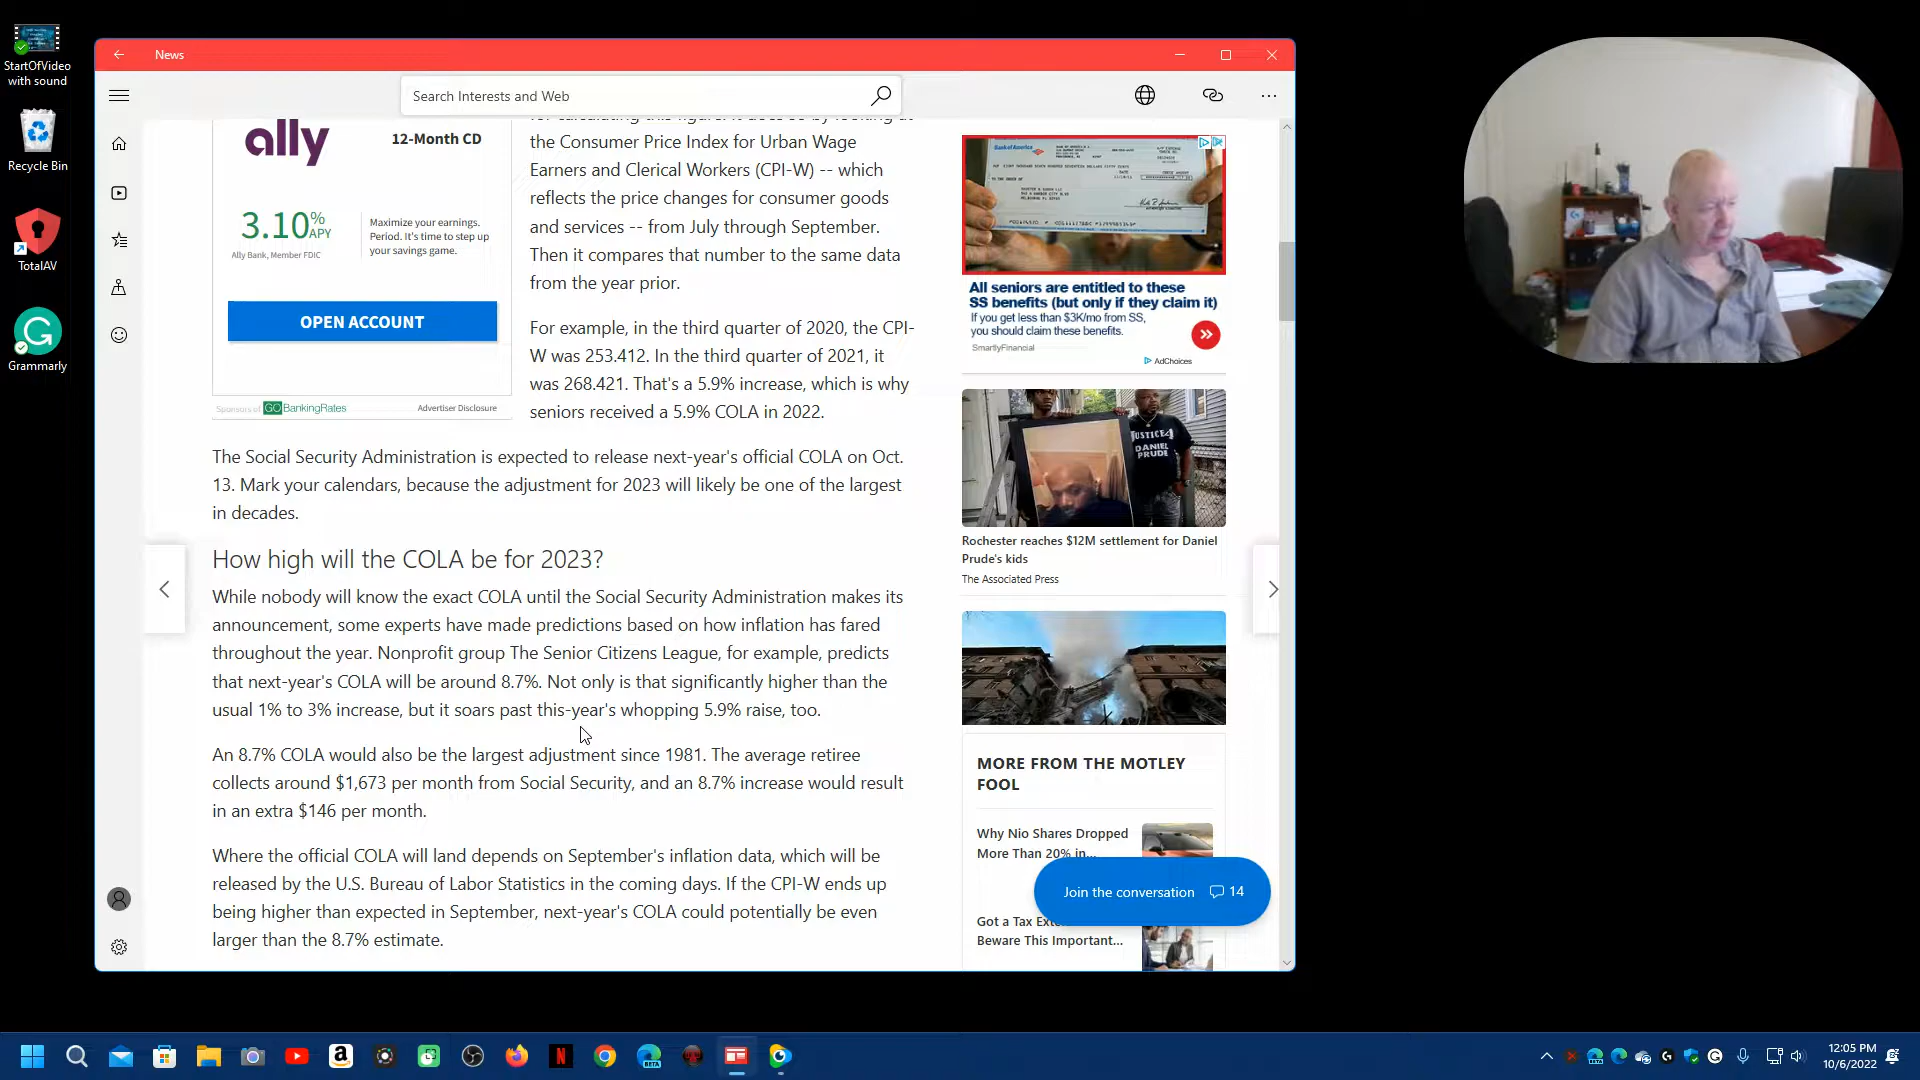 StartOfVideo
with sound
Recycle Bin
TotalAV
Grammarly
News
Search Interests and Web
ally
12-Month CD
3.10% APY
Maximize your earnings.
Period. It's time to step up
your savings game.
Ally Bank, Member FDIC
OPEN ACCOUNT
Sponsors of GOBankingRates
Advertiser Disclosure
the Consumer Price Index for Urban Wage
Earners and Clerical Workers (CPI-W) -- which
reflects the price changes for consumer goods
and services -- from July through September.
Then it compares that number to the same data
from the year prior.
For example, in the third quarter of 2020, the CPI-
W was 253.412. In the third quarter of 2021, it
was 268.421. That's a 5.9% increase, which is why
seniors received a 5.9% COLA in 2022.
The Social Security Administration is expected to release next-year's official COLA on Oct.
13. Mark your calendars, because the adjustment for 2023 will likely be one of the largest
in decades.
How high will the COLA be for 2023?
While nobody will know the exact COLA until the Social Security Administration makes its
announcement, some experts have made predictions based on how inflation has fared
throughout the year. Nonprofit group The Senior Citizens League, for example, predicts
that next-year's COLA will be around 8.7%. Not only is that significantly higher than the
usual 1% to 3% increase, but it soars past this-year's whopping 5.9% raise, too.
An 8.7% COLA would also be the largest adjustment since 1981. The average retiree
collects around $1,673 per month from Social Security, and an 8.7% increase would result
in an extra $146 per month.
Where the official COLA will land depends on September's inflation data, which will be
released by the U.S. Bureau of Labor Statistics in the coming days. If the CPI-W ends up
being higher than expected in September, next-year's COLA could potentially be even
larger than the 8.7% estimate.
Bank of America
All seniors are entitled to these
SS benefits (but only if they claim it)
If you get less than $3K/mo from SS,
you should claim these benefits.
SmartlyFinancial
AdChoices
JUSTICE4
DANIEL
PRUDE
Rochester reaches $12M settlement for Daniel
Prude's kids
The Associated Press
MORE FROM THE MOTLEY
FOOL
Why Nio Shares Dropped
More Than 20% in...
Join the conversation 14
Got a Tax
Beware This Important...
12:05 PM
10/6/2022